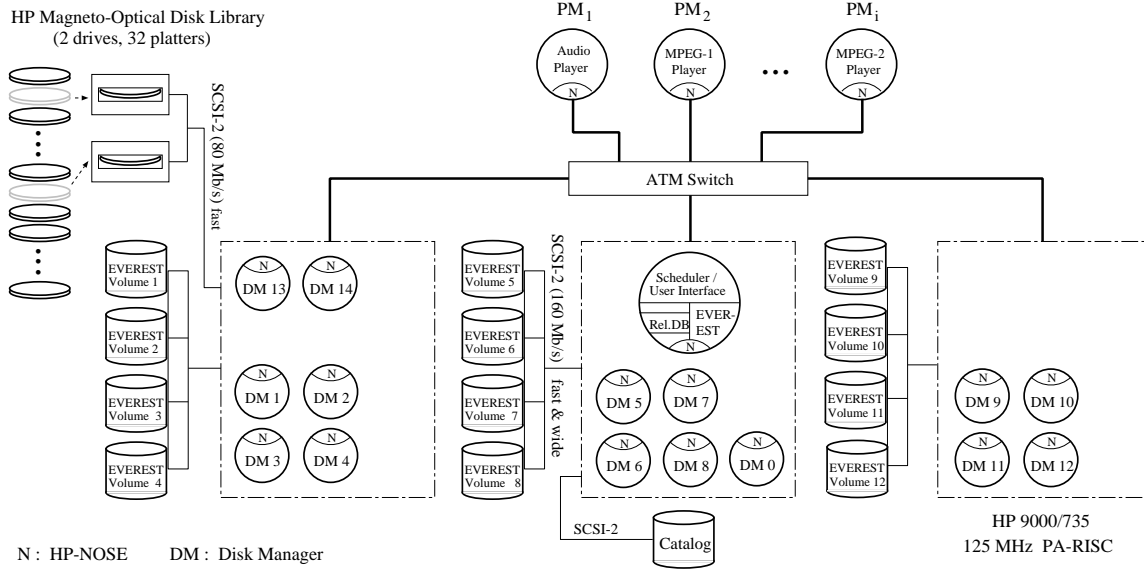 HP Magneto-Optical Disk Library
(2 drives, 32 platters)
PM1
PM2
PMi
Audio
Player
N
MPEG-1
Player
N
MPEG-2
Player
N
SCSI-2 (80 Mb/s) fast
ATM Switch
EVEREST
Volume 1
EVEREST
Volume 2
EVEREST
Volume 3
EVEREST
Volume 4
N
DM 13
N
DM 14
N
DM 1
N
DM 2
N
DM 3
N
DM 4
EVEREST
Volume 5
EVEREST
Volume 6
EVEREST
Volume 7
EVEREST
Volume 8
SCSI-2 (160 Mb/s) fast & wide
Scheduler /
User Interface
Rel.DB
EVER-
EST
N
N
DM 5
N
DM 7
N
DM 6
N
DM 8
N
DM 0
SCSI-2
Catalog
EVEREST
Volume 9
EVEREST
Volume 10
EVEREST
Volume 11
EVEREST
Volume 12
N
DM 9
N
DM 10
N
DM 11
N
DM 12
HP 9000/735
125 MHz PA-RISC
N : HP-NOSE DM : Disk Manager